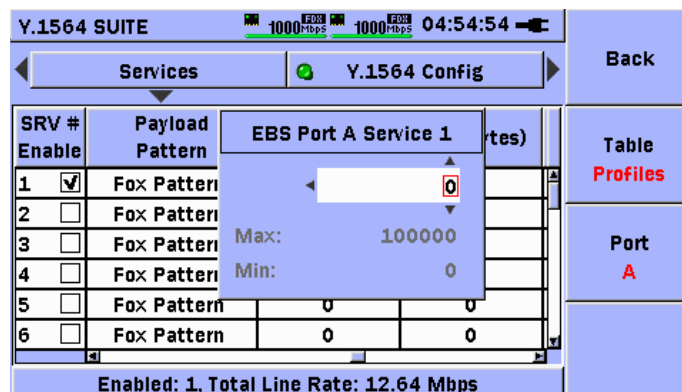 Y.1564 SUITE 1000 FOX Mbps 1000 FOX Mbps 04:54:54
Back
Services Y.1564 Config
SRV # Enable Payload Pattern tes)
EBS Port A Service 1
Table
Profiles
0
1 Fox Pattern
2 Fox Pattern
Max: 100000
3 Fox Pattern
Port
A
Min: 0
4 Fox Pattern
5 Fox Pattern 0 0
6 Fox Pattern 0 0
Enabled: 1, Total Line Rate: 12.64 Mbps